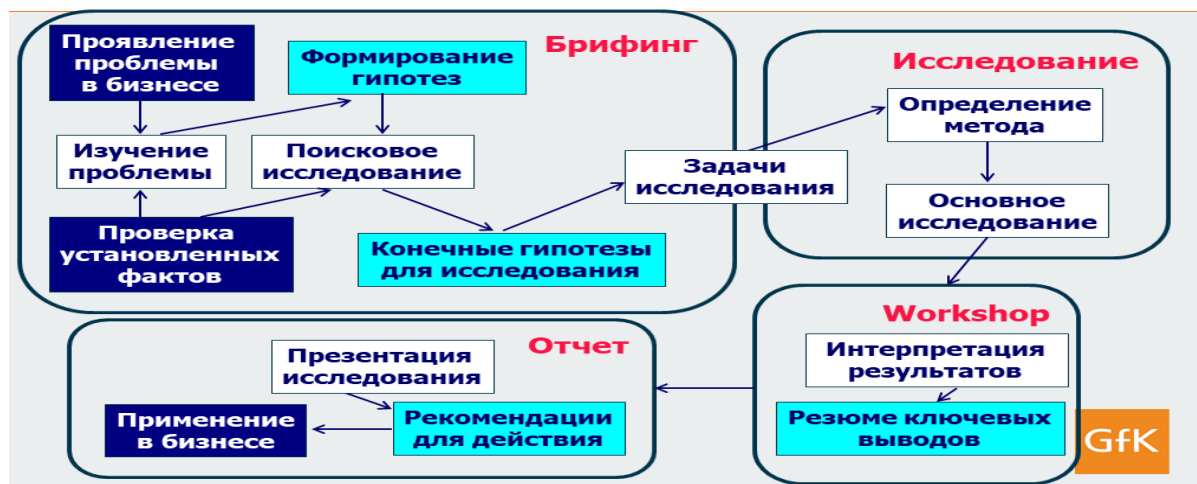 Брифинг
Проявление
проблемы
в бизнесе
Формирование
гипотез
Изучение
проблемы
Поисковое
исследование
Проверка
установленных
фактов
Конечные гипотезы
для исследования
Задачи
исследования
Исследование
Определение
метода
Основное
исследование
Workshop
Интерпретация
результатов
Резюме ключевых
выводов
Отчет
Презентация
исследования
Рекомендации
для действия
Применение
в бизнесе
GfK